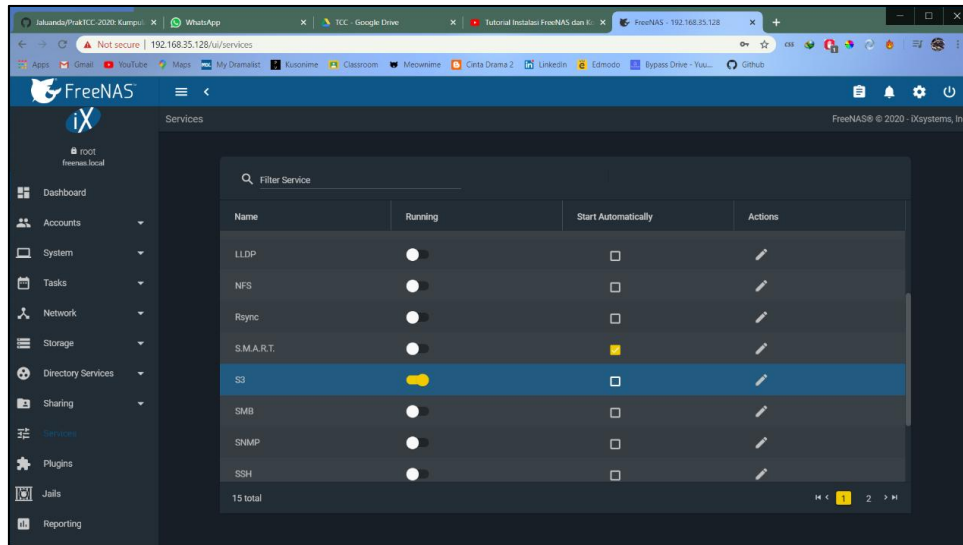 Jaluanda/PrakTCC-2020: Kumpul
WhatsApp
TCC - Google Drive
Tutorial Instalasi FreeNAS dan K
FreeNAS - 192.168.35.128
Not secure | 192.168.35.128/ui/services
Apps
Gmail
YouTube
Maps
My Dramalist
Kusonime
Classroom
Meownime
Cinta Drama 2
Linkedin
Edmodo
Bypass Drive - Yuu...
Github
FreeNAS
iX
Services
FreeNAS® © 2020 - iXsystems, In
root
freenas.local
Dashboard
Accounts
System
Tasks
Network
Storage
Directory Services
Sharing
Services
Plugins
Jails
Reporting
Filter Service
Name Running Start Automatically Actions
LLDP
NFS
Rsync
S.M.A.R.T.
S3
SMB
SNMP
SSH
15 total
1 2